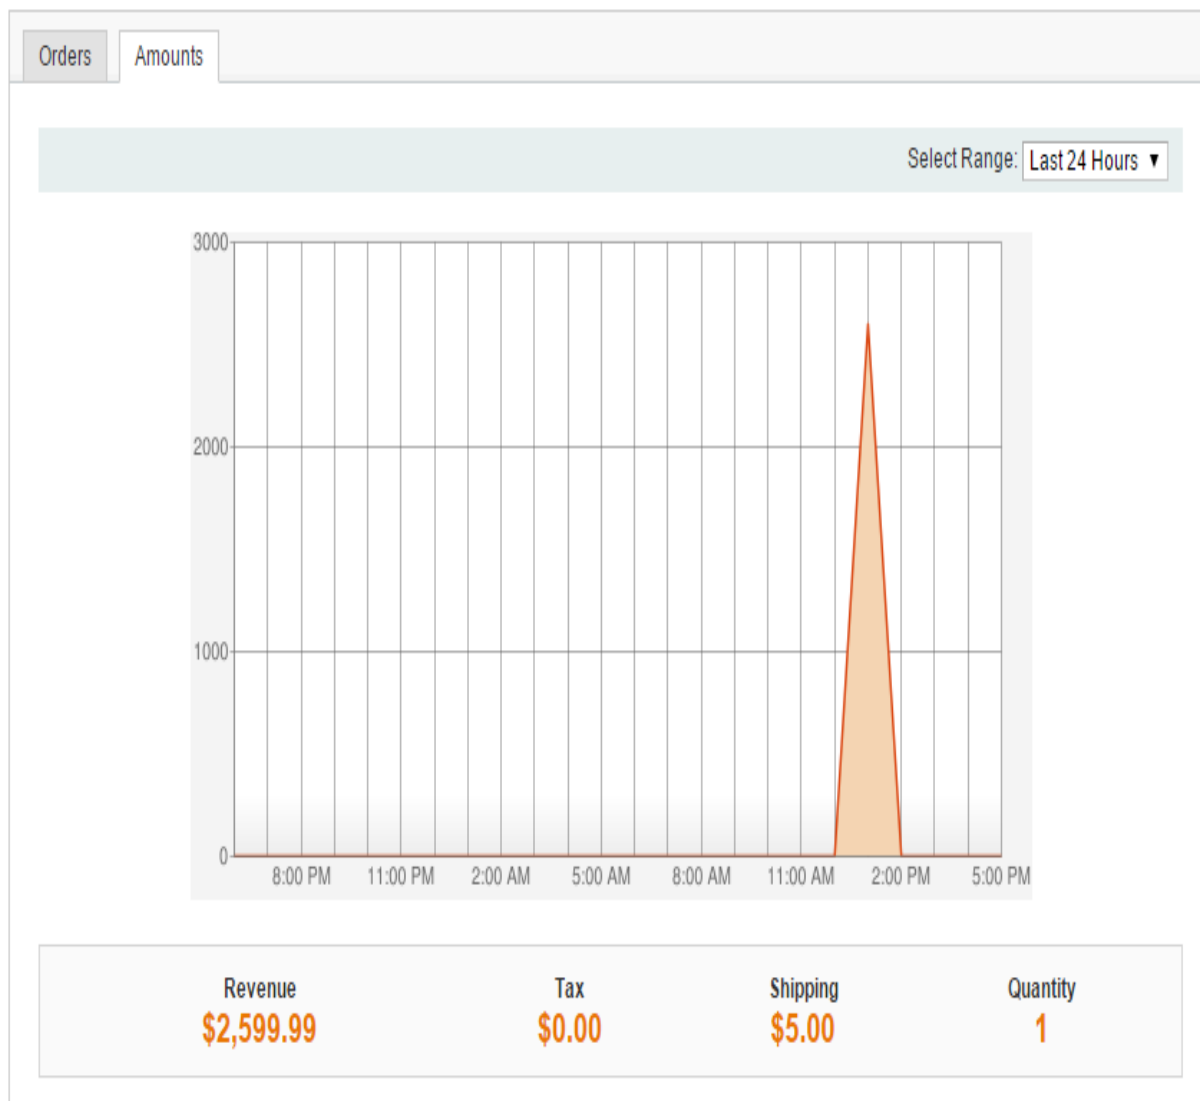 Orders Amounts
Select Range: Last 24 Hours ▼
3000
2000
1000
0
8:00 PM 11:00 PM 2:00 AM 5:00 AM 8:00 AM 11:00 AM 2:00 PM 5:00 PM
Revenue Tax Shipping Quantity
$2,599.99 $0.00 $5.00 1